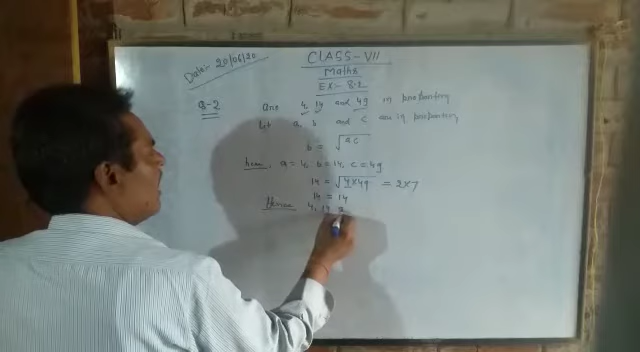 Date:- 20/06/20
CLASS-VII
Maths
EX:- 8.2
Q-2 Are 4, 14 and 49 in proportion
let a, b and c are in proportion
b = √ac
here, a = 4, b = 14, c = 49
14 = √4×49 = 2×7
14 = 14
Hence 4, 14